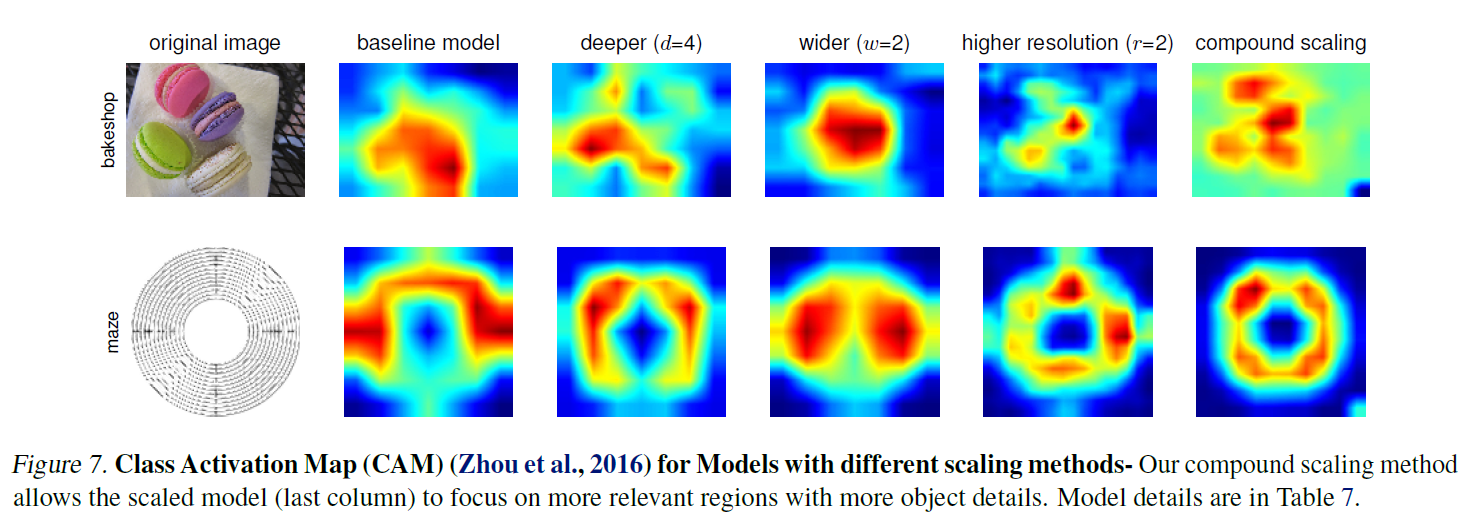 original image baseline model deeper (d=4) wider (w=2) higher resolution (r=2) compound scaling
bakeshop
maze
Figure 7. Class Activation Map (CAM) (Zhou et al., 2016) for Models with different scaling methods- Our compound scaling method
allows the scaled model (last column) to focus on more relevant regions with more object details. Model details are in Table 7.